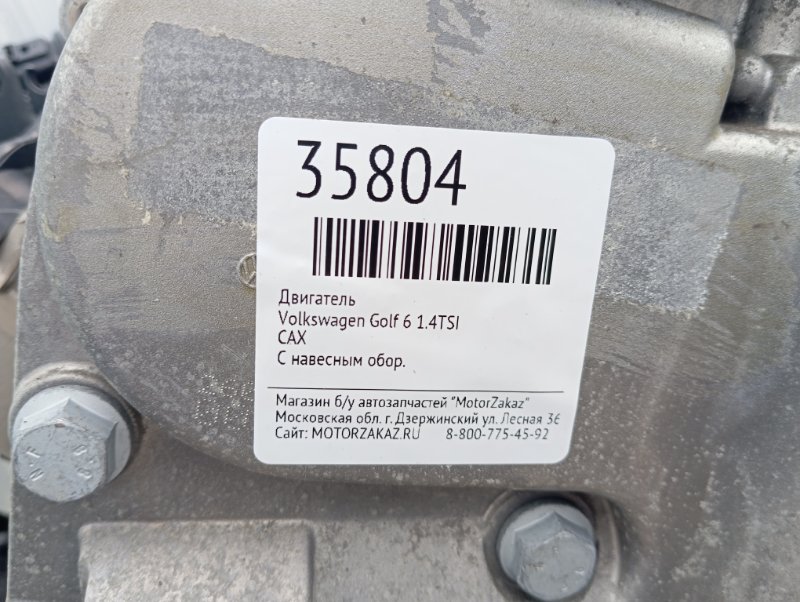 35804
Двигатель
Volkswagen Golf 6 1.4TSI
CAX
С навесным обор.
Магазин б/у автозапчастей "MotorZakaz"
Московская обл. г. Дзержинский ул. Лесная 36
Сайт: MOTORZAKAZ.RU 8-800-775-45-92